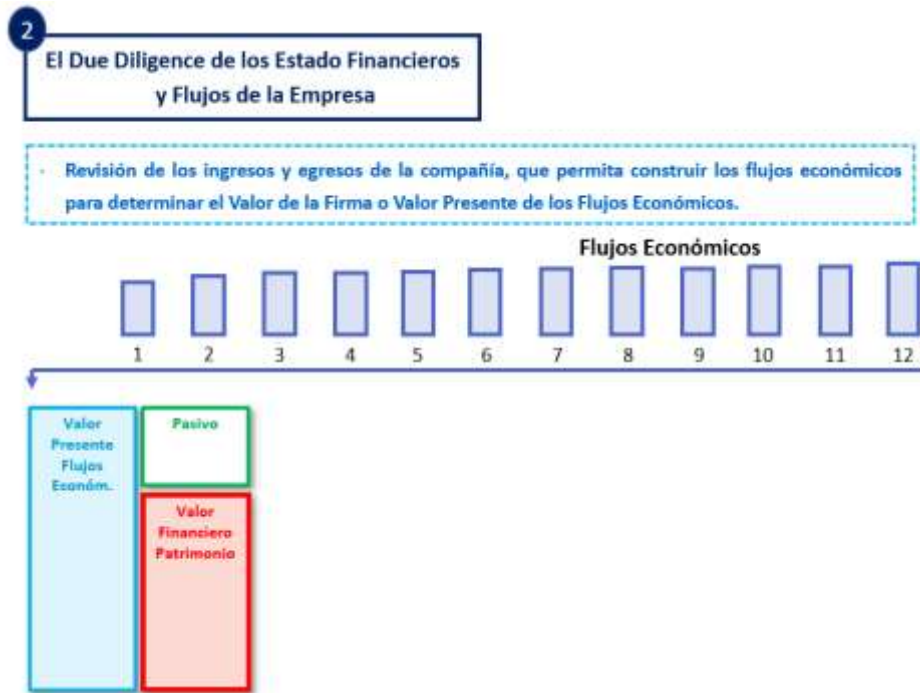 2
El Due Diligence de los Estado Financieros
y Flujos de la Empresa
- Revisión de los ingresos y egresos de la compañía, que permita construir los flujos económicos
para determinar el Valor de la Firma o Valor Presente de los Flujos Económicos.
Flujos Económicos
1 2 3 4 5 6 7 8 9 10 11 12
Valor
Presente
Flujos
Económ.
Pasivo
Valor
Financiero
Patrimonio